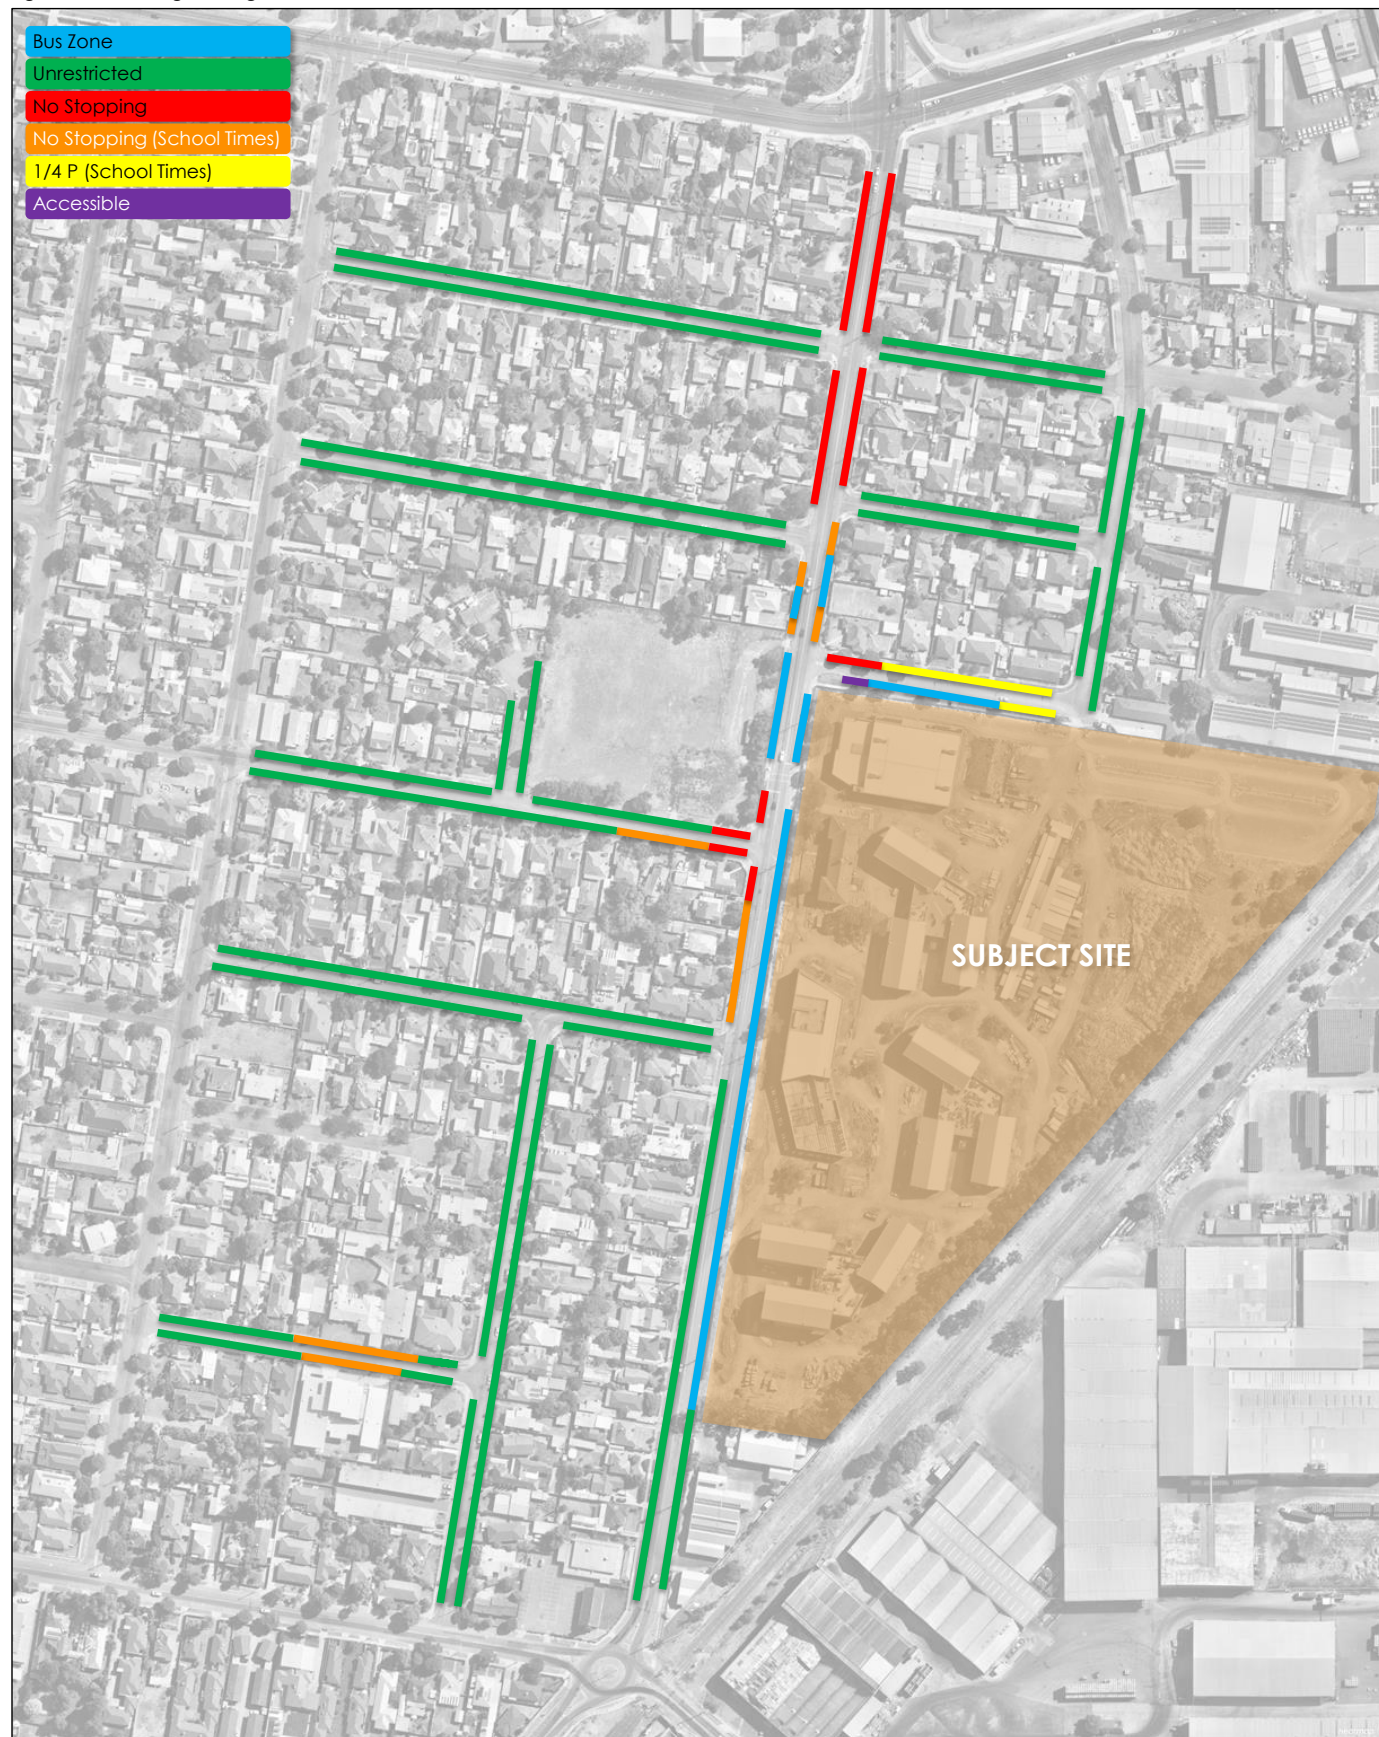 Bus Zone
Unrestricted
No Stopping
No Stopping (School Times)
1/4 P (School Times)
Accessible
SUBJECT SITE